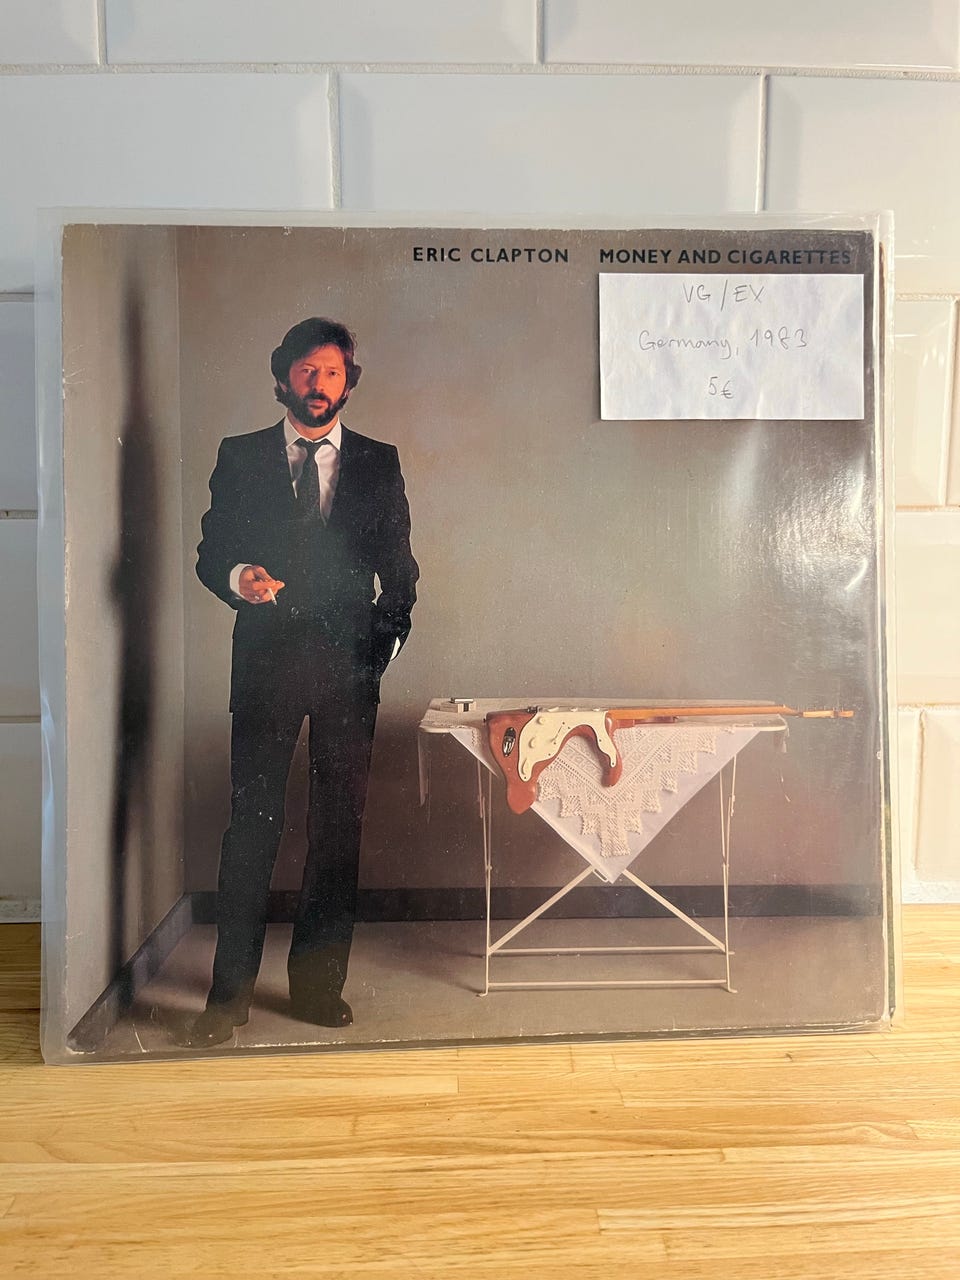 ERIC CLAPTON MONEY AND CIGARETTES
VG/EX
Germany, 1983
5€